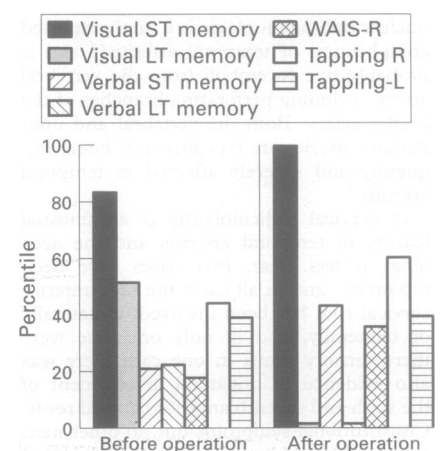 Visual ST memory WAIS-R
Visual LT memory Tapping R
Verbal ST memory Tapping-L
Verbal LT memory
Percentile
100
80
60
40
20
0
Before operation After operation